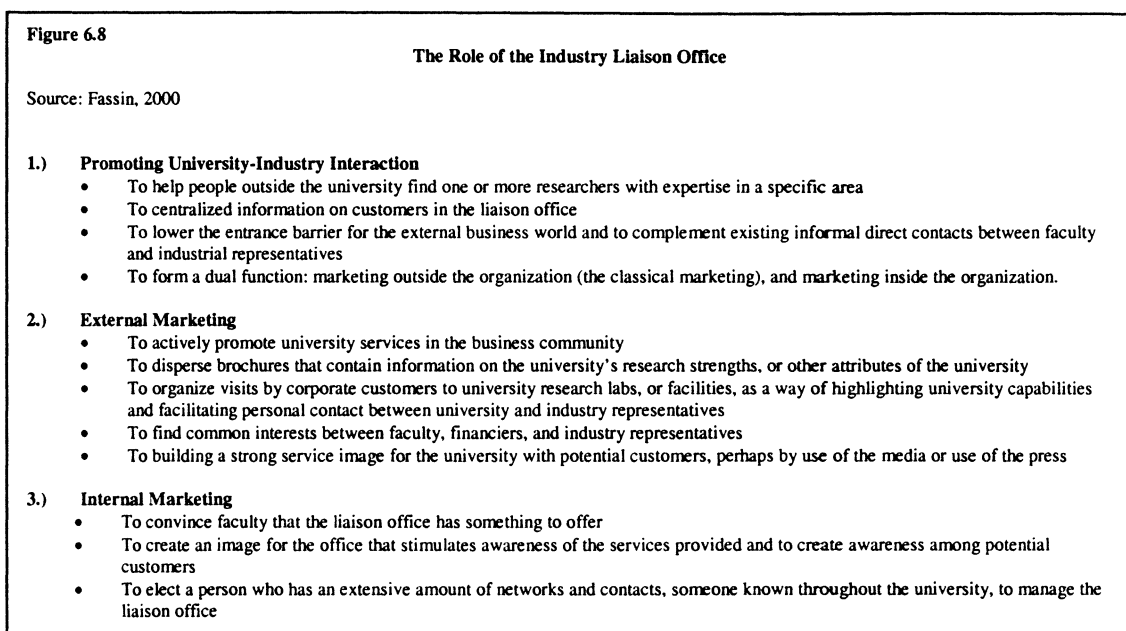 Figure 6.8
The Role of the Industry Liaison Office
Source: Fassin, 2000
1.) Promoting University-Industry Interaction
• To help people outside the university find one or more researchers with expertise in a specific area
• To centralized information on customers in the liaison office
• To lower the entrance barrier for the external business world and to complement existing informal direct contacts between faculty
and industrial representatives
• To form a dual function: marketing outside the organization (the classical marketing), and marketing inside the organization.
2.) External Marketing
• To actively promote university services in the business community
• To disperse brochures that contain information on the university's research strengths, or other attributes of the university
• To organize visits by corporate customers to university research labs, or facilities, as a way of highlighting university capabilities
and facilitating personal contact between university and industry representatives
• To find common interests between faculty, financiers, and industry representatives
• To building a strong service image for the university with potential customers, perhaps by use of the media or use of the press
3.) Internal Marketing
• To convince faculty that the liaison office has something to offer
• To create an image for the office that stimulates awareness of the services provided and to create awareness among potential
customers
• To elect a person who has an extensive amount of networks and contacts, someone known throughout the university, to manage the
liaison office